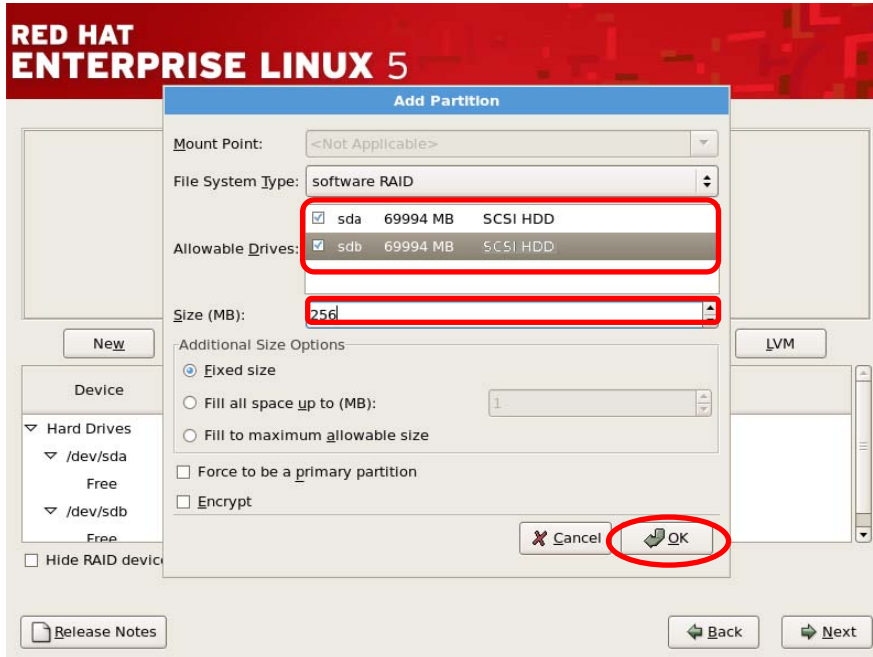 RED HAT
ENTERPRISE LINUX 5
Add Partition
Mount Point: <Not Applicable>
File System Type: software RAID
Allowable Drives:
sda 69994 MB SCSI HDD
sdb 69994 MB SCSI HDD
Size (MB): 256
Additional Size Options
Fixed size
Fill all space up to (MB): 1
Fill to maximum allowable size
Force to be a primary partition
Encrypt
Cancel OK
New LVM
Device
Hard Drives
/dev/sda
Free
/dev/sdb
Free
Hide RAID devic
Release Notes Back Next